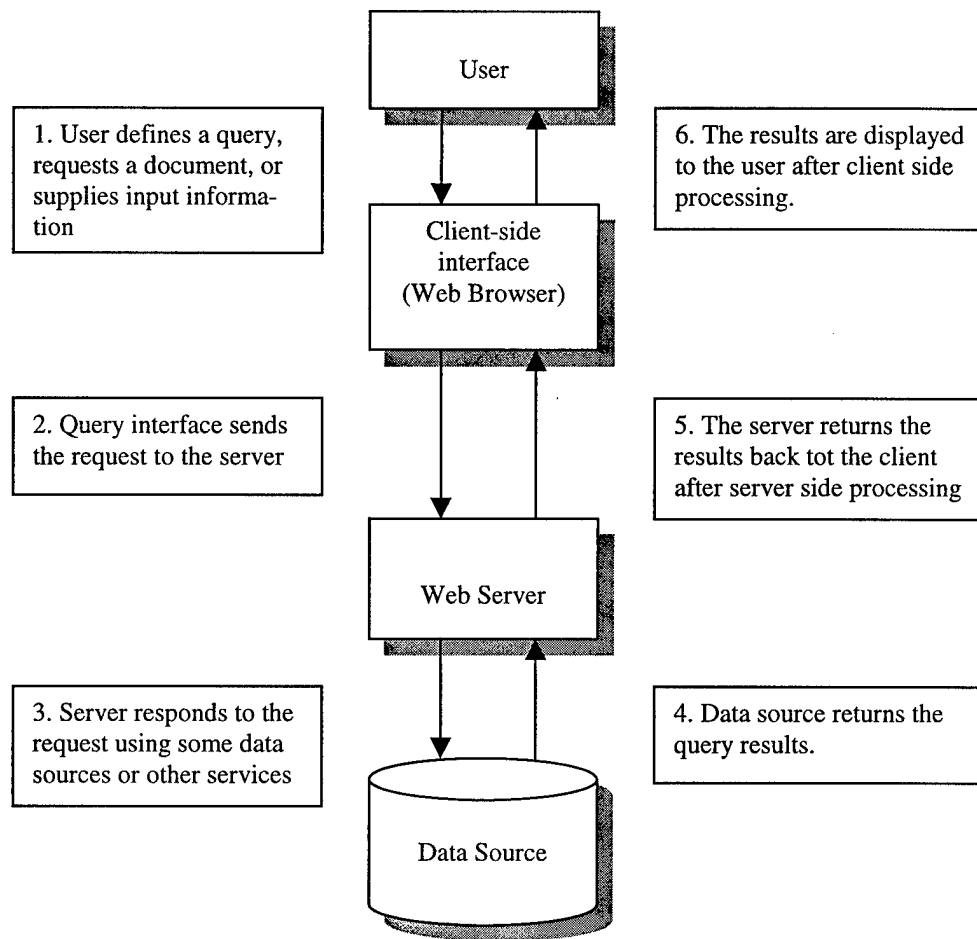 User
1. User defines a query,
requests a document, or
supplies input informa-
tion
6. The results are displayed
to the user after client side
processing.
Client-side
interface
(Web Browser)
2. Query interface sends
the request to the server
5. The server returns the
results back tot the client
after server side processing
Web Server
3. Server responds to the
request using some data
sources or other services
4. Data source returns the
query results.
Data Source